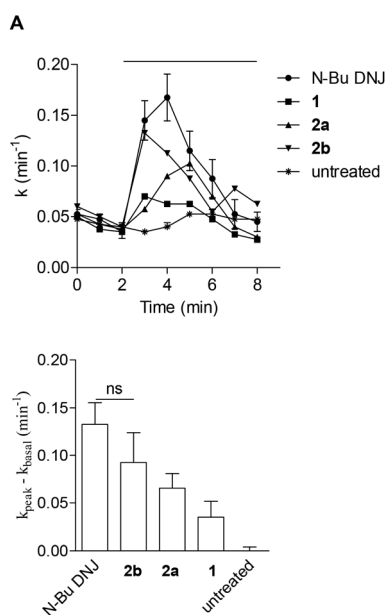 A
0.20
0.15
0.10
0.05
0.00
k (min-1)
0 2 4 6 8
Time (min)
N-Bu DNJ
1
2a
2b
untreated
0.20
0.15
0.10
0.05
0.00
kpeak - kbasal (min-1)
ns
N-Bu DNJ
2b
2a
1
untreated